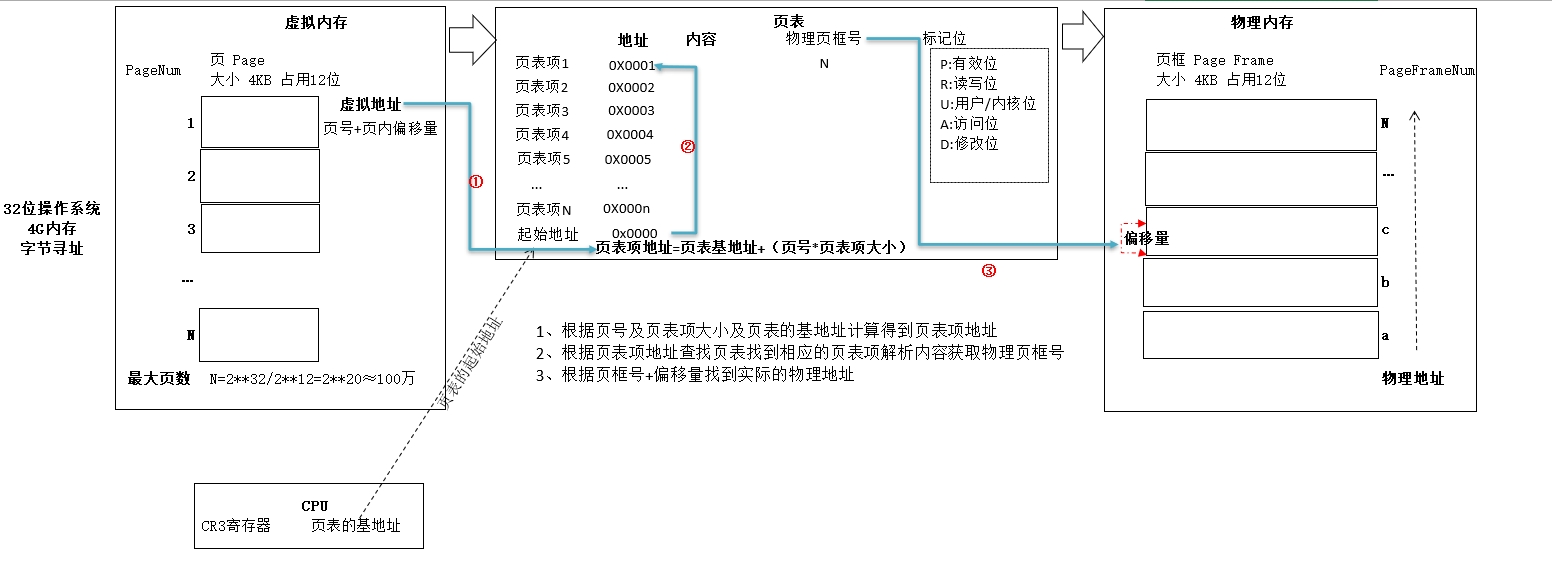 32位操作系统
4G内存
字节寻址
虚拟内存
页 Page
大小 4KB 占用12位
PageNum
虚拟地址
页号+页内偏移量
1
2
3
…
N
最大页数 N=2**32/2**12=2**20≈100万
①
页表
地址 内容 物理页框号 标记位
页表项1 0X0001 N
页表项2 0X0002
页表项3 0X0003
页表项4 0X0004
页表项5 0X0005
… …
页表项N 0X000n
起始地址 0x0000
页表项地址=页表基地址+（页号*页表项大小）
②
P:有效位
R:读写位
U:用户/内核位
A:访问位
D:修改位
③
1、根据页号及页表项大小及页表的基地址计算得到页表项地址
2、根据页表项地址查找页表找到相应的页表项解析内容获取物理页框号
3、根据页框号+偏移量找到实际的物理地址
物理内存
页框 Page Frame
大小 4KB 占用12位
PageFrameNum
N
…
c
偏移量
b
a
物理地址
页表的起始地址
CPU
CR3寄存器 页表的基地址